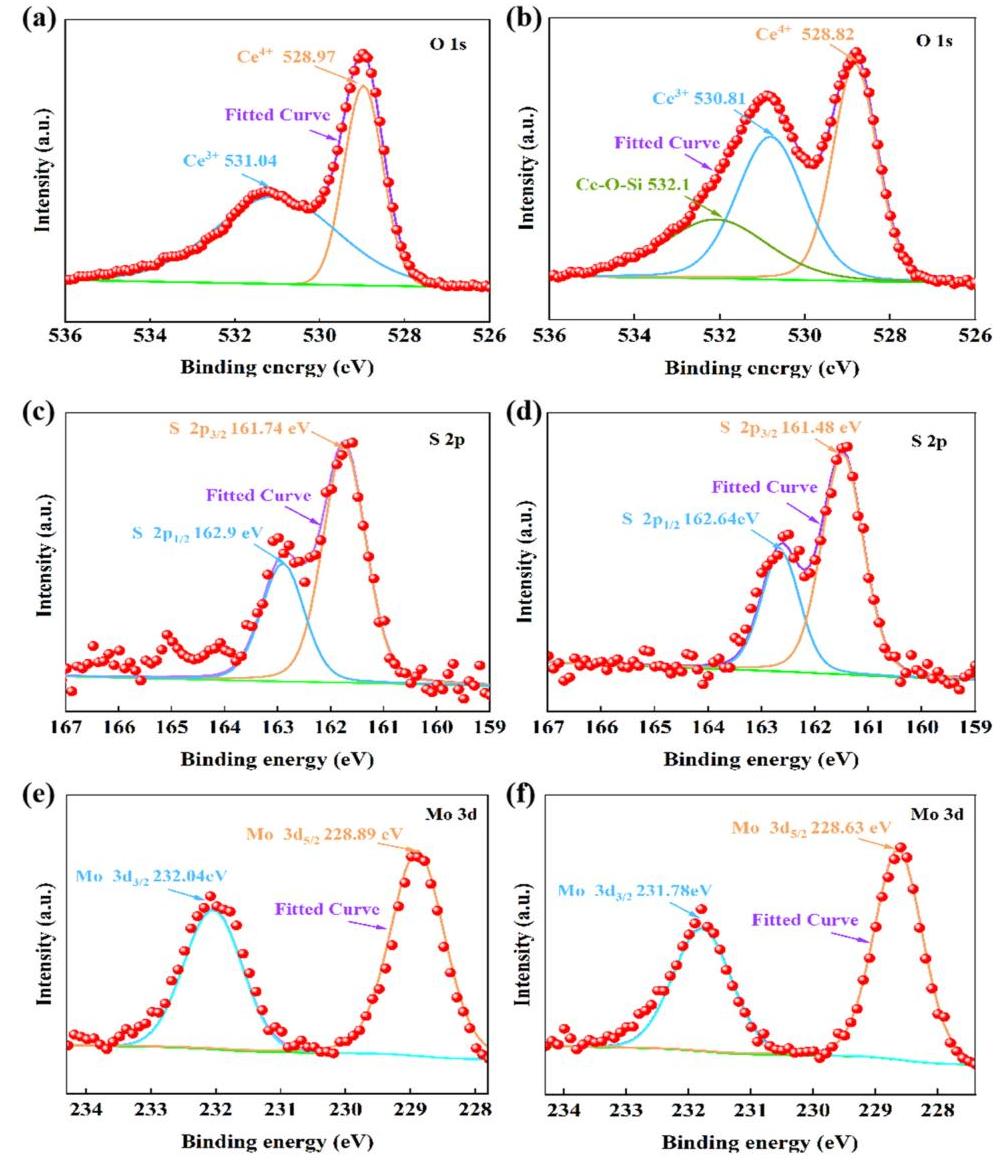 (a)
O 1s
Ce4+ 528.97
Fitted Curve
Ce3+ 531.04
Intensity (a.u.)
536 534 532 530 528 526
Binding energy (eV)
(b)
O 1s
Ce4+ 528.82
Ce3+ 530.81
Fitted Curve
Ce-O-Si 532.1
Intensity (a.u.)
536 534 532 530 528 526
Binding energy (eV)
(c)
S 2p
S 2p3/2 161.74 eV
Fitted Curve
S 2p1/2 162.9 eV
Intensity (a.u.)
167 166 165 164 163 162 161 160 159
Binding energy (eV)
(d)
S 2p
S 2p3/2 161.48 eV
Fitted Curve
S 2p1/2 162.64eV
Intensity (a.u.)
167 166 165 164 163 162 161 160 159
Binding energy (eV)
(e)
Mo 3d
Mo 3d5/2 228.89 eV
Mo 3d3/2 232.04eV
Fitted Curve
Intensity (a.u.)
234 233 232 231 230 229 228
Binding energy (eV)
(f)
Mo 3d
Mo 3d5/2 228.63 eV
Mo 3d3/2 231.78eV
Fitted Curve
Intensity (a.u.)
234 233 232 231 230 229 228
Binding energy (eV)